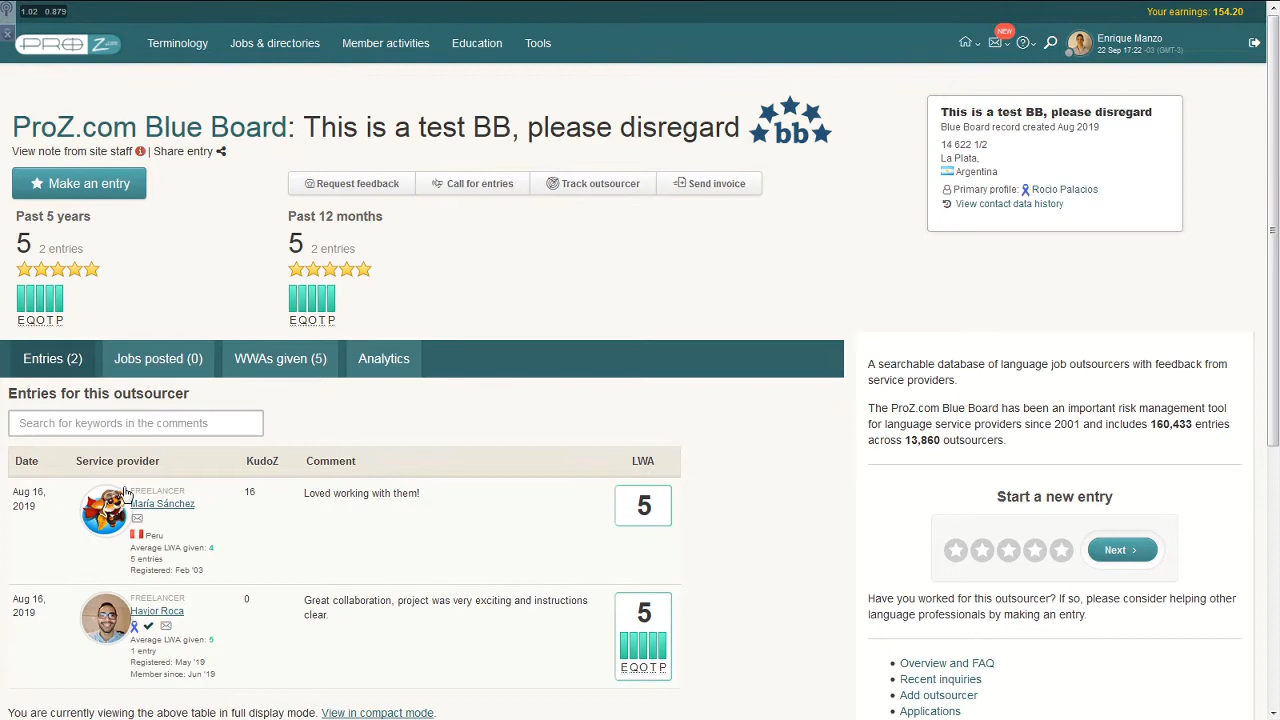 1.02 0.879
Your earnings: 154.20
PROZ.com
Terminology Jobs & directories Member activities Education Tools
NEW
Enrique Manzo
22 Sep 17:22 -03 (GMT-3)
ProZ.com Blue Board: This is a test BB, please disregard
bb
View note from site staff | Share entry
Make an entry
Request feedback Call for entries Track outsourcer Send invoice
This is a test BB, please disregard
Blue Board record created Aug 2019
14 622 1/2
La Plata,
Argentina
Primary profile: Rocio Palacios
View contact data history
Past 5 years
5 2 entries
E Q O T P
Past 12 months
5 2 entries
E Q O T P
Entries (2) Jobs posted (0) WWAs given (5) Analytics
Entries for this outsourcer
Search for keywords in the comments
Date Service provider KudoZ Comment LWA
Aug 16,
2019
FREELANCER
María Sánchez
Peru
Average LWA given: 4
5 entries
Registered: Feb '03
16
Loved working with them!
5
Aug 16,
2019
FREELANCER
Havior Roca
Average LWA given: 5
1 entry
Registered: May '19
Member since: Jun '19
0
Great collaboration, project was very exciting and instructions
clear.
5
E Q O T P
You are currently viewing the above table in full display mode. View in compact mode.
A searchable database of language job outsourcers with feedback from
service providers.
The ProZ.com Blue Board has been an important risk management tool
for language service providers since 2001 and includes 160,433 entries
across 13,860 outsourcers.
Start a new entry
Next >
Have you worked for this outsourcer? If so, please consider helping other
language professionals by making an entry.
Overview and FAQ
Recent inquiries
Add outsourcer
Applications